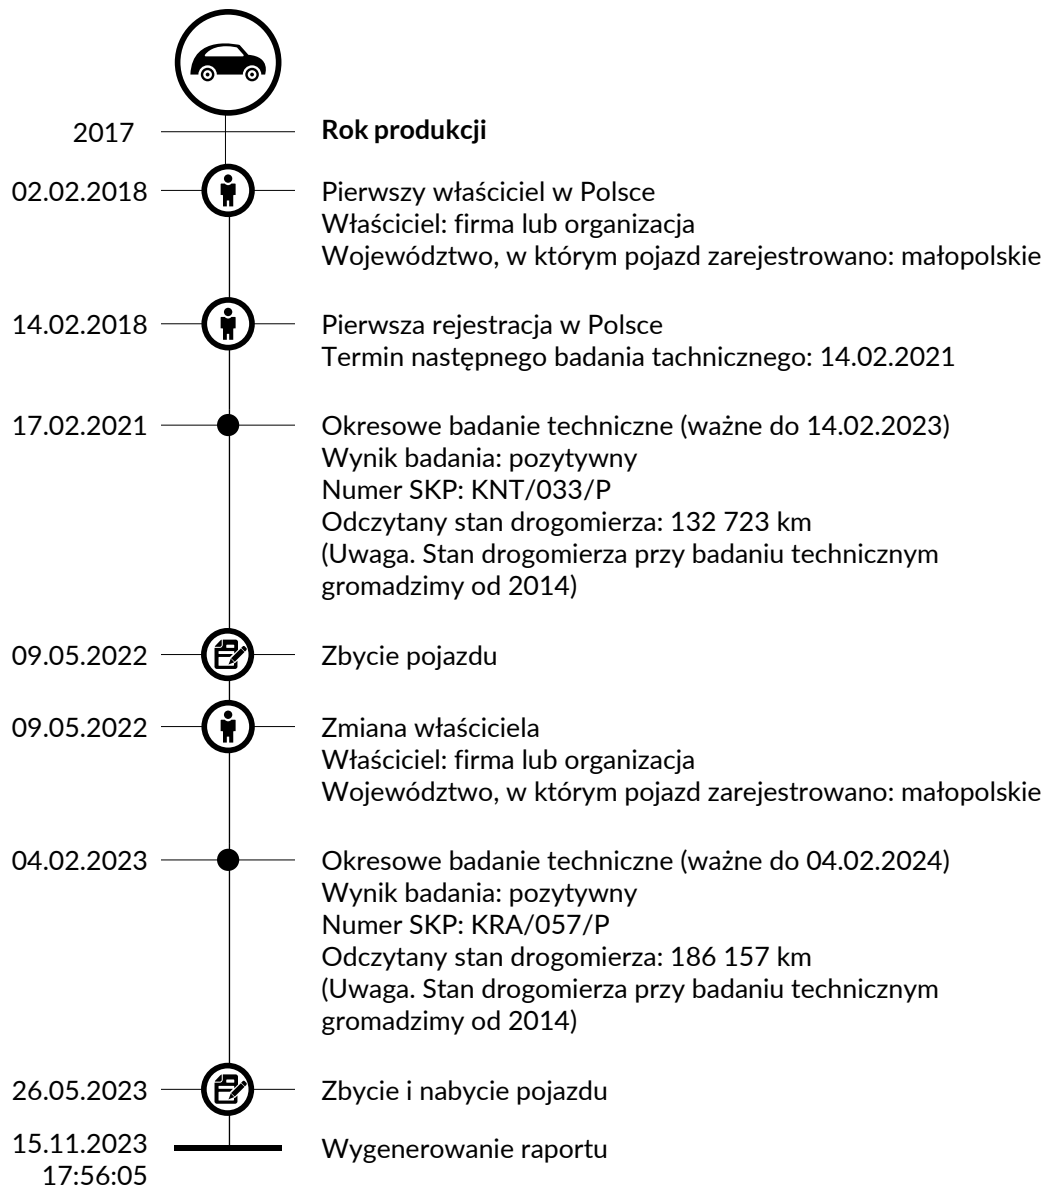 2017 Rok produkcji
02.02.2018 Pierwszy właściciel w Polsce
Właściciel: firma lub organizacja
Województwo, w którym pojazd zarejestrowano: małopolskie
14.02.2018 Pierwsza rejestracja w Polsce
Termin następnego badania tachnicznego: 14.02.2021
17.02.2021 Okresowe badanie techniczne (ważne do 14.02.2023)
Wynik badania: pozytywny
Numer SKP: KNT/033/P
Odczytany stan drogomierza: 132 723 km
(Uwaga. Stan drogomierza przy badaniu technicznym
gromadzimy od 2014)
09.05.2022 Zbycie pojazdu
09.05.2022 Zmiana właściciela
Właściciel: firma lub organizacja
Województwo, w którym pojazd zarejestrowano: małopolskie
04.02.2023 Okresowe badanie techniczne (ważne do 04.02.2024)
Wynik badania: pozytywny
Numer SKP: KRA/057/P
Odczytany stan drogomierza: 186 157 km
(Uwaga. Stan drogomierza przy badaniu technicznym
gromadzimy od 2014)
26.05.2023 Zbycie i nabycie pojazdu
15.11.2023 Wygenerowanie raportu
17:56:05